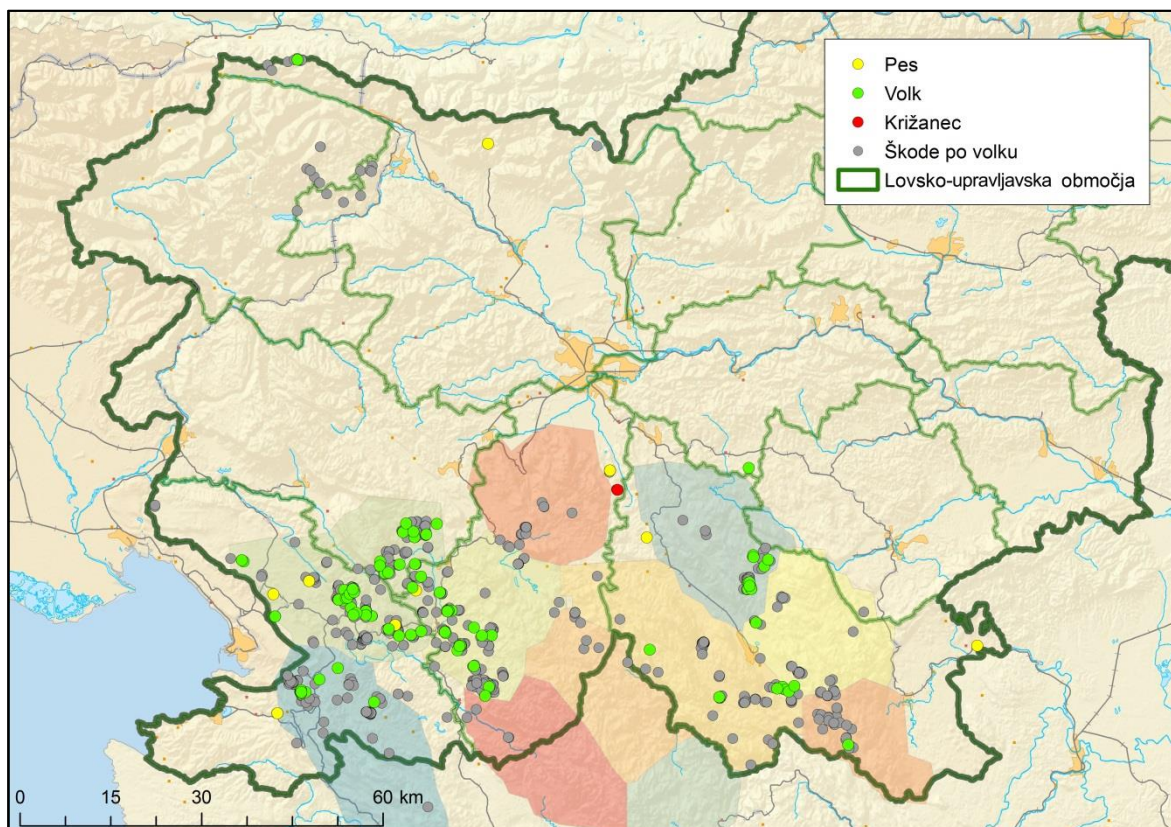 Pes
Volk
Križanec
Škode po volku
Lovsko-upravljavska območja
0 15 30 60 km